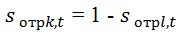 s отрk,t = 1 - s отрl,t